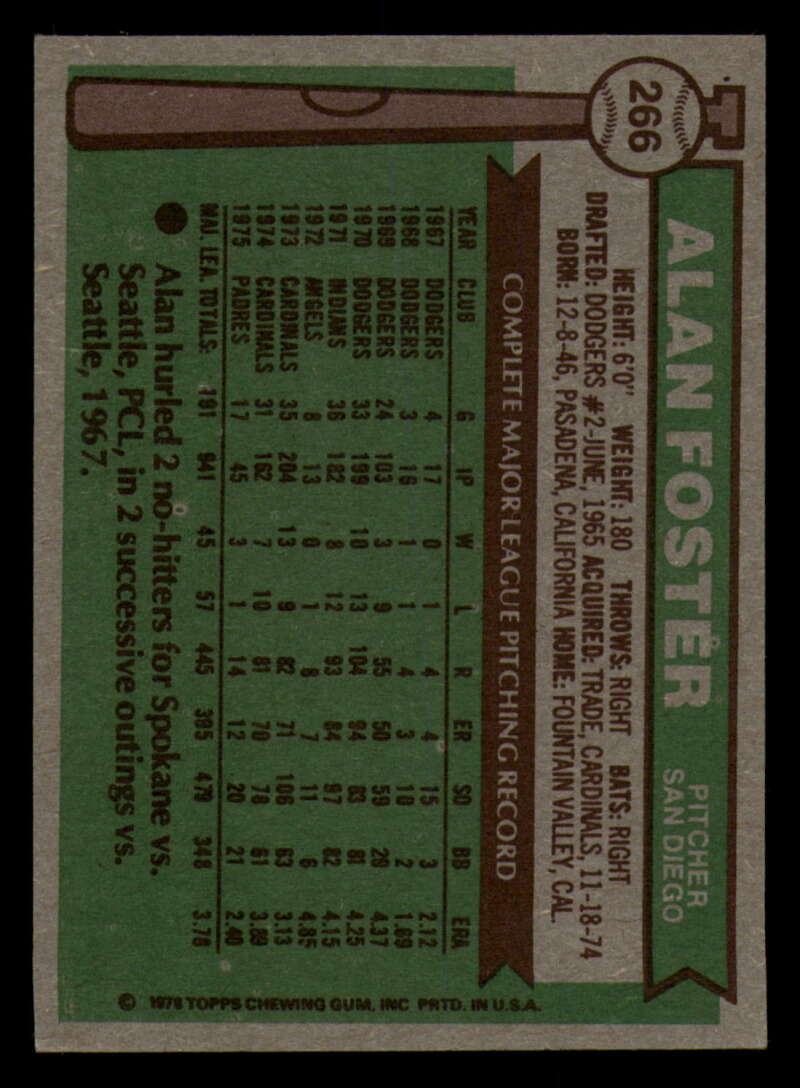 266
T
ALAN FOSTER
PITCHER
SAN DIEGO
HEIGHT: 6'0" WEIGHT: 180 THROWS: RIGHT BATS: RIGHT
DRAFTED: DODGERS #2-JUNE, 1965 ACQUIRED: TRADE, CARDINALS, 11-18-74
BORN: 12-8-46, PASADENA, CALIFORNIA HOME: FOUNTAIN VALLEY, CAL.
COMPLETE MAJOR LEAGUE PITCHING RECORD
YEAR CLUB G IP W L R ER SO BB ERA
1967 DODGERS 4 17 0 1 4 4 15 3 2.12
1968 DODGERS 3 16 1 1 4 3 10 2 1.69
1969 DODGERS 24 103 3 9 55 50 59 29 4.37
1970 DODGERS 33 199 10 13 104 94 83 81 4.25
1971 INDIANS 36 182 8 12 93 84 97 82 4.15
1972 ANGELS 8 13 0 1 8 7 11 6 4.85
1973 CARDINALS 35 204 13 9 82 71 106 63 3.13
1974 CARDINALS 31 162 7 10 81 70 78 61 3.89
1975 PADRES 17 45 3 1 14 12 20 21 2.40
MAJ. LEA. TOTALS: 191 941 45 57 445 395 479 348 3.78
Alan hurled 2 no-hitters for Spokane vs.
Seattle, PCL, in 2 successive outings vs.
Seattle, 1967.
© 1976 TOPPS CHEWING GUM, INC PRTD. IN U.S.A.